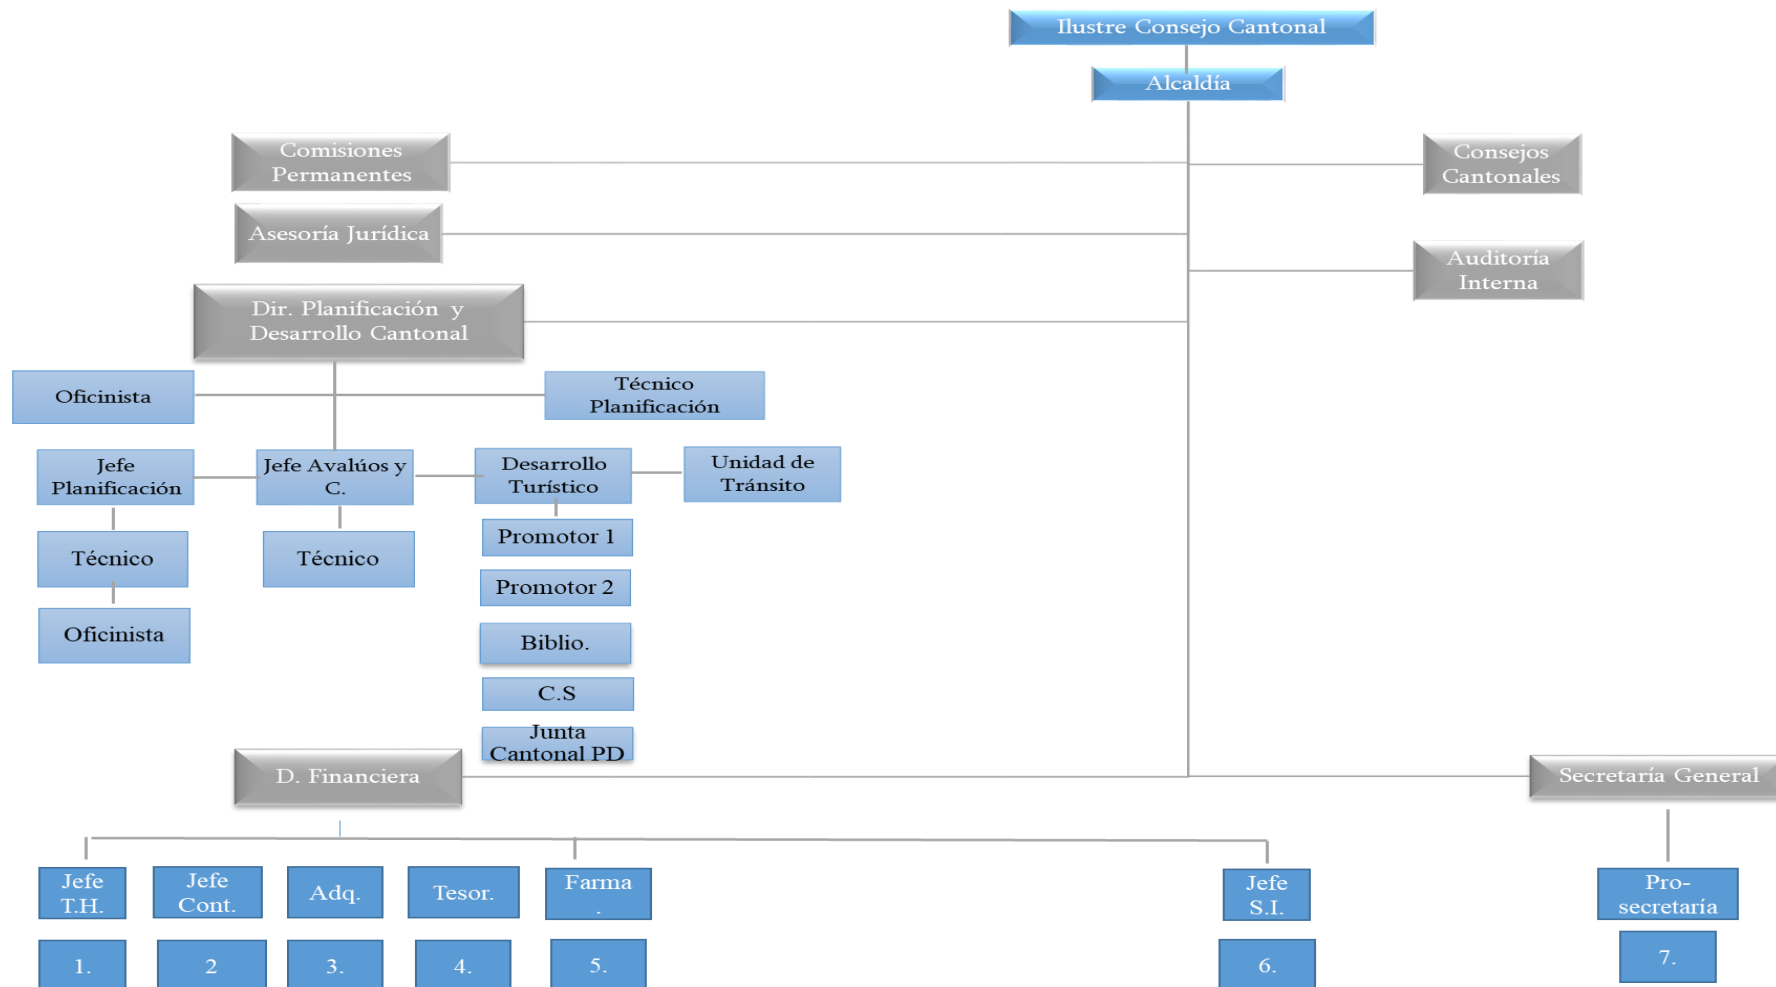 Ilustre Consejo Cantonal
Alcaldía
Comisiones
Permanentes
Consejos
Cantonales
Asesoría Jurídica
Auditoría
Interna
Dir. Planificación y
Desarrollo Cantonal
Oficinista
Técnico
Planificación
Jefe
Planificación
Jefe Avalúos y
C.
Desarrollo
Turístico
Unidad de
Tránsito
Técnico
Técnico
Promotor 1
Promotor 2
Oficinista
Biblio.
C.S
Junta
Cantonal PD
D. Financiera
Secretaría General
Jefe
T.H.
Jefe
Cont.
Adq.
Tesor.
Farma
.
Jefe
S.I.
Pro-
secretaría
1.
2
3.
4.
5.
6.
7.